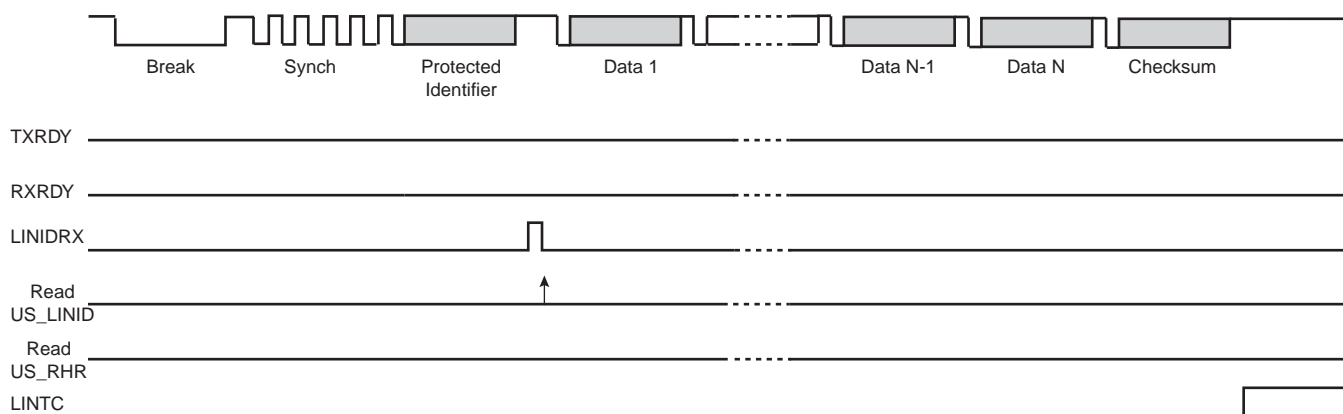 Break
Synch
Protected
Identifier
Data 1
Data N-1
Data N
Checksum
TXRDY
RXRDY
LINIDRX
Read
US_LINID
Read
US_RHR
LINTC